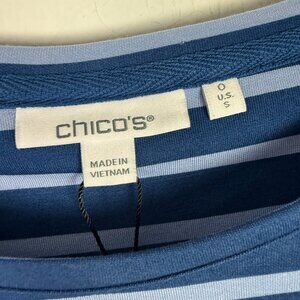 chico's®
MADE IN
VIETNAM
0
U.S.
S